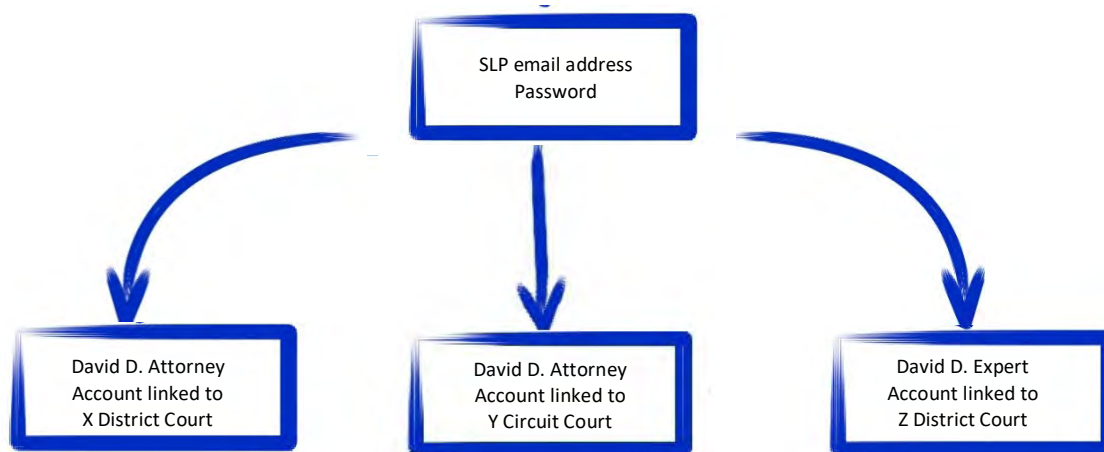 SLP email address
Password
David D. Attorney
Account linked to
X District Court
David D. Attorney
Account linked to
Y Circuit Court
David D. Expert
Account linked to
Z District Court